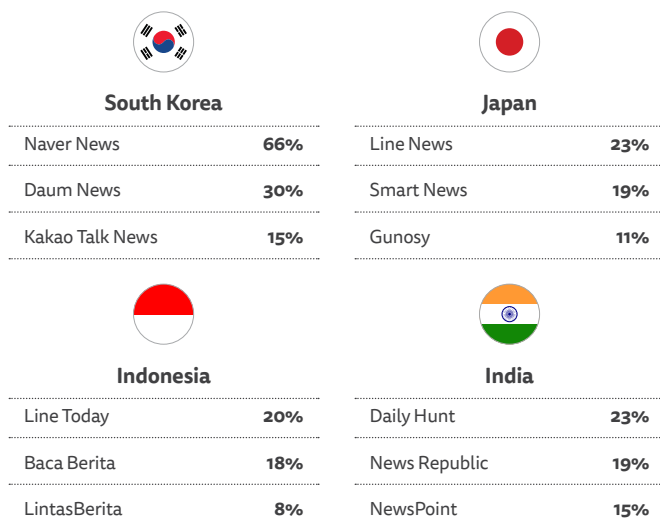 South Korea
Naver News 66%
Daum News 30%
Kakao Talk News 15%
Japan
Line News 23%
Smart News 19%
Gunosy 11%
Indonesia
Line Today 20%
Baca Berita 18%
LintasBerita 8%
India
Daily Hunt 23%
News Republic 19%
NewsPoint 15%